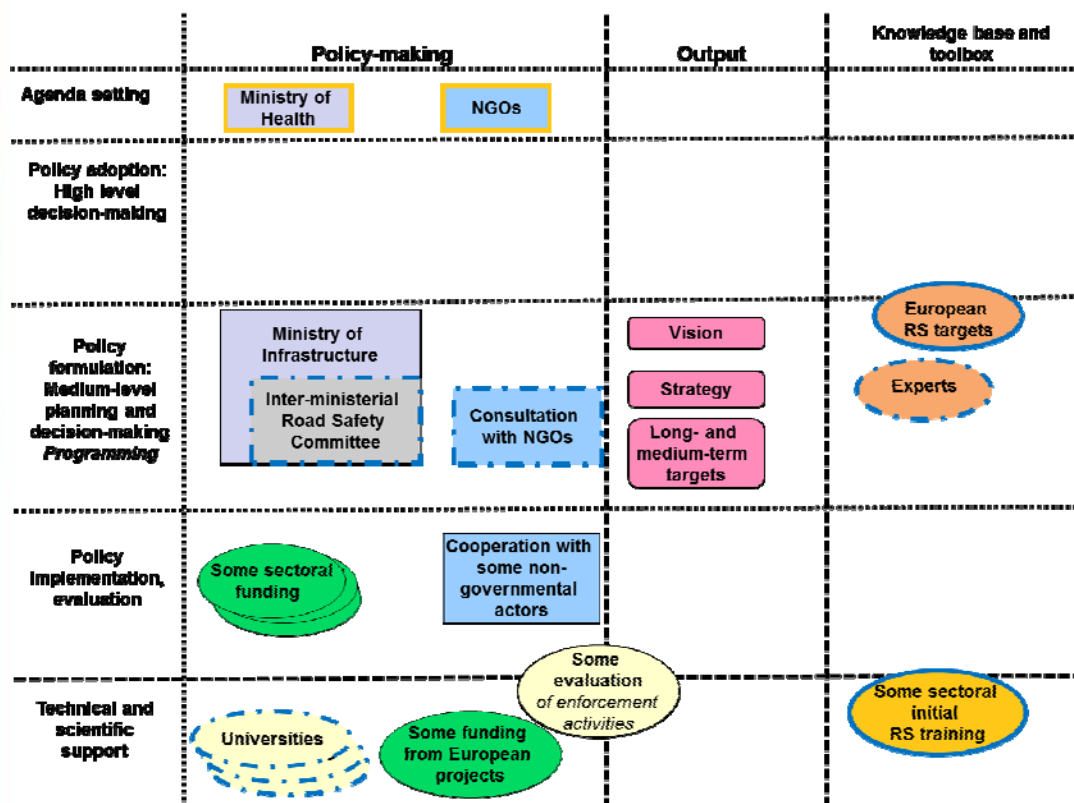 Policy-making
Output
Knowledge base and
toolbox
Agenda setting
Ministry of
Health
NGOs
Policy adoption:
High level
decision-making
Policy
formulation:
Medium-level
planning and
decision-making
Programming
Ministry of
Infrastructure
Inter-ministerial
Road Safety
Committee
Consultation
with NGOs
Vision
Strategy
Long- and
medium-term
targets
European
RS targets
Experts
Policy
implementation,
evaluation
Some sectoral
funding
Cooperation with
some non-
governmental
actors
Some
evaluation
of enforcement
activities
Technical and
scientific
support
Universities
Some funding
from European
projects
Some sectoral
initial
RS training